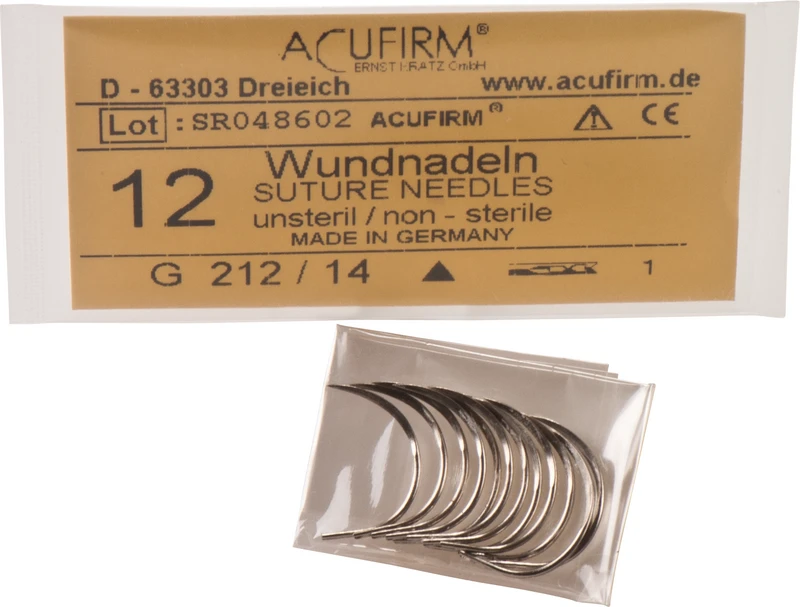 ACUFIRM®
ERNST KRATZ GmbH
D - 63303 Dreieich www.acufirm.de
Lot : SR048602 ACUFIRM® CE
12 Wundnadeln
SUTURE NEEDLES
unsteril / non - sterile
MADE IN GERMANY
G 212 / 14 1